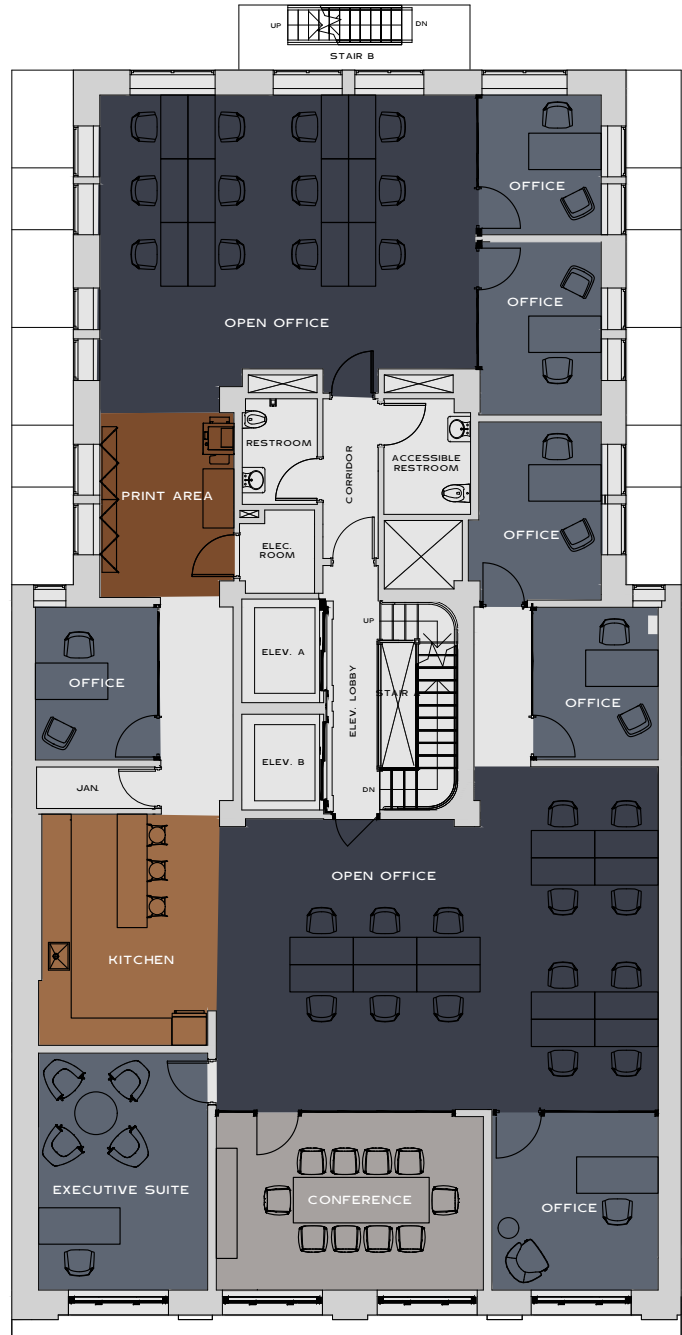 UP
DN
STAIR B
OFFICE
OFFICE
OPEN OFFICE
RESTROOM
CORRIDOR
ACCESSIBLE
RESTROOM
PRINT AREA
OFFICE
ELEC.
ROOM
UP
ELEV. A
ELEV. LOBBY
STAIR
OFFICE
OFFICE
ELEV. B
JAN.
DN
OPEN OFFICE
KITCHEN
EXECUTIVE SUITE
CONFERENCE
OFFICE